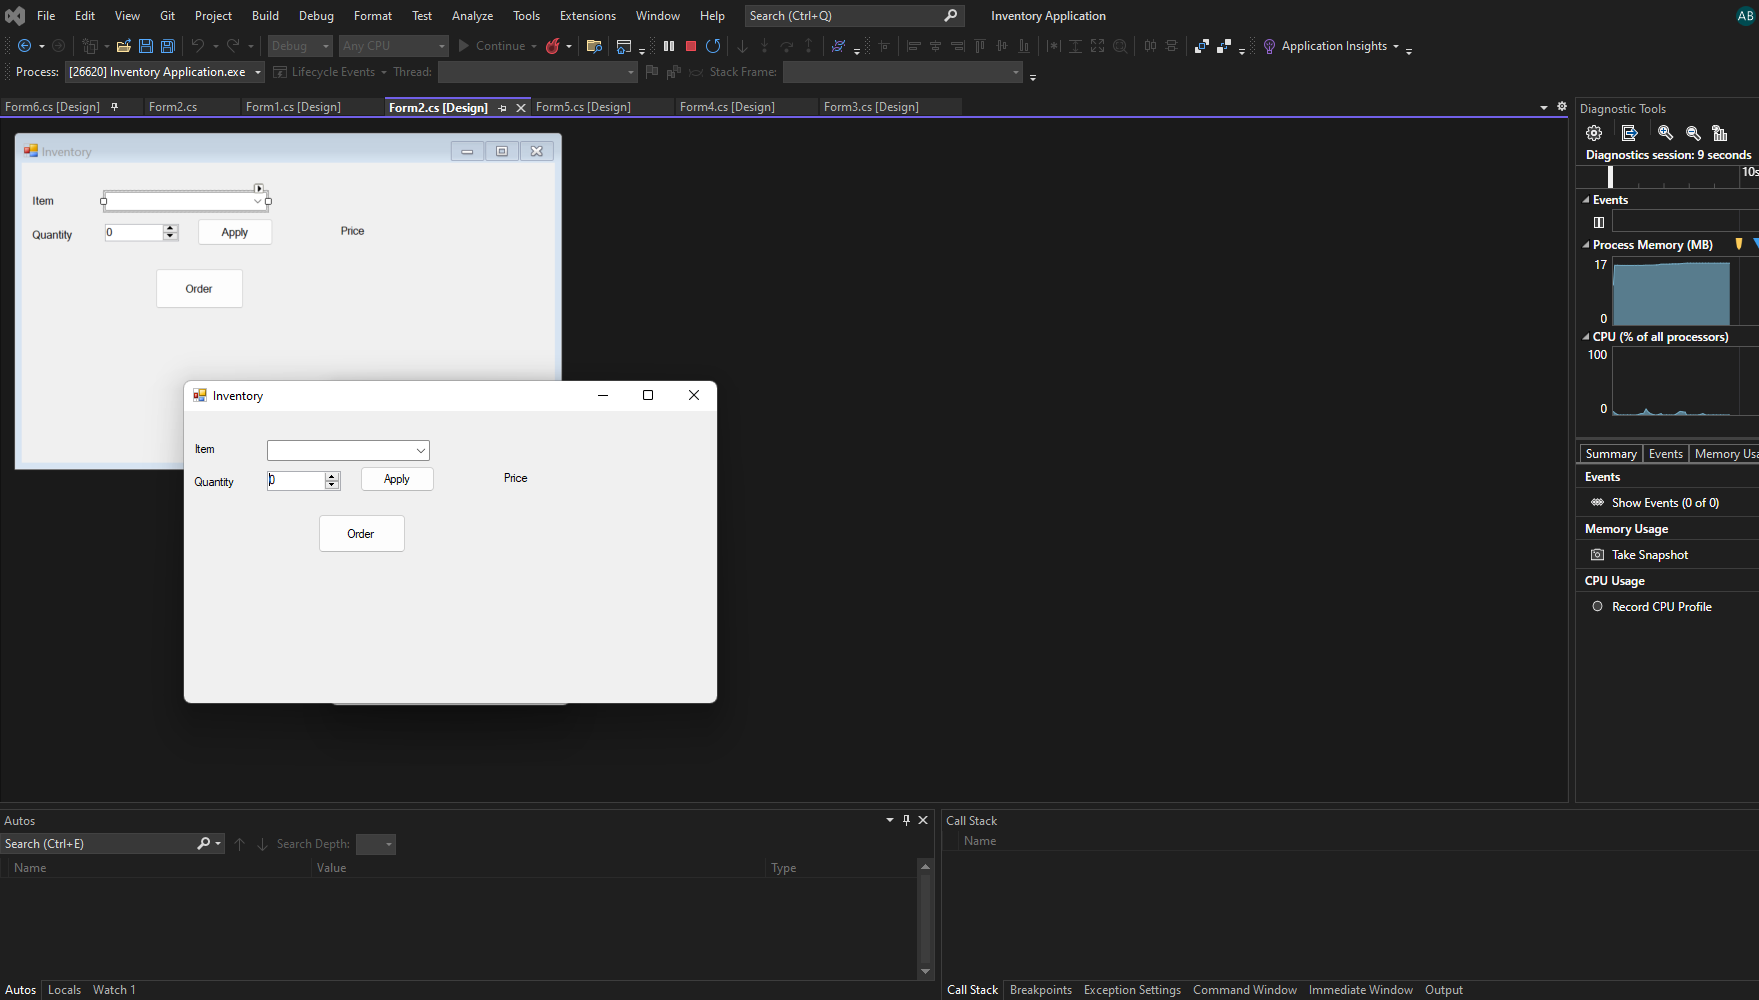 File Edit View Git Project Build Debug Format Test Analyze Tools Extensions Window Help Search (Ctrl+Q) Inventory Application AB
Debug Any CPU Continue Application Insights
Process: [26620] Inventory Application.exe Lifecycle Events Thread: Stack Frame:
Form6.cs [Design] Form2.cs Form1.cs [Design] Form2.cs [Design] Form5.cs [Design] Form4.cs [Design] Form3.cs [Design]
Inventory
Item
Quantity 0 Apply Price
Order
Inventory
Item
Quantity 0 Apply Price
Order
Diagnostic Tools
Diagnostics session: 9 seconds
10s
Events
Process Memory (MB)
17
0
CPU (% of all processors)
100
0
Summary Events Memory Usa
Events
Show Events (0 of 0)
Memory Usage
Take Snapshot
CPU Usage
Record CPU Profile
Autos
Search (Ctrl+E) Search Depth:
Name Value Type
Autos Locals Watch 1
Call Stack
Name
Call Stack Breakpoints Exception Settings Command Window Immediate Window Output